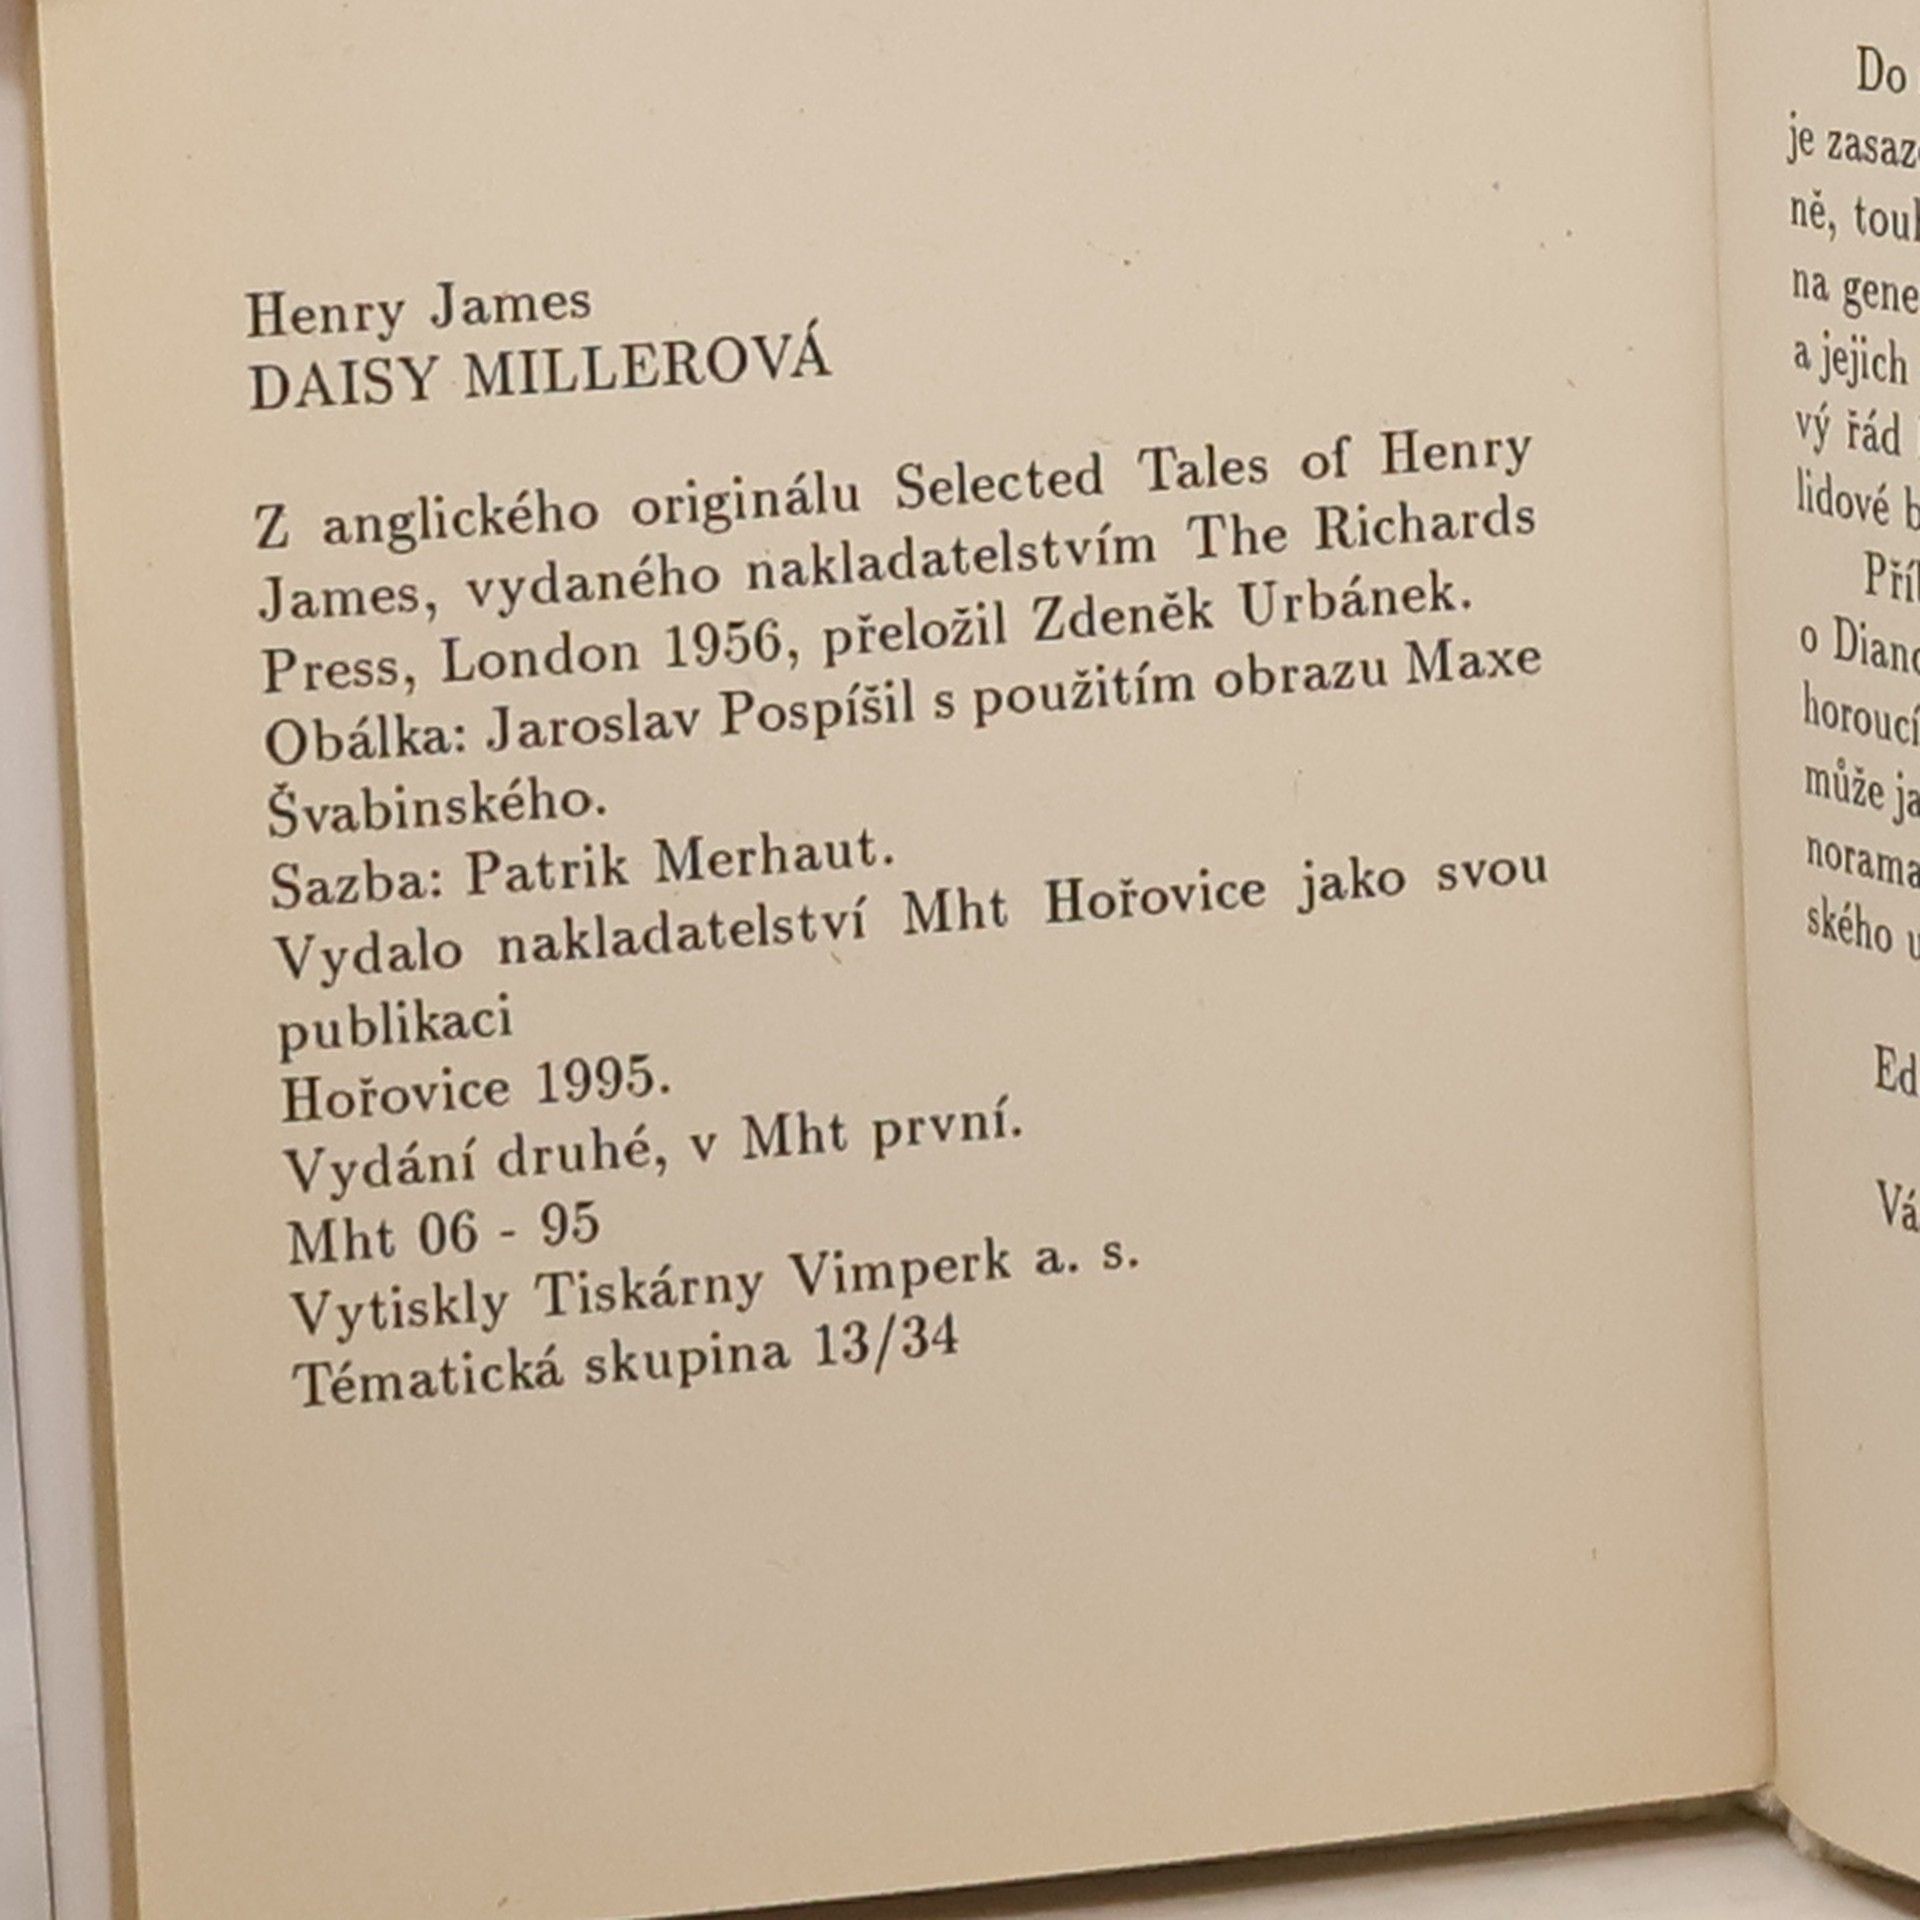 Henry James
DAISY MILLEROVÁ
Z anglického originálu Selected Tales of Henry
James, vydaného nakladatelstvím The Richards
Press, London 1956, přeložil Zdeněk Urbánek.
Obálka: Jaroslav Pospíšil s použitím obrazu Maxe
Švabinského.
Sazba: Patrik Merhaut.
Vydalo nakladatelství Mht Hořovice jako svou
publikaci
Hořovice 1995.
Vydání druhé, v Mht první.
Mht 06 - 95
Vytiskly Tiskárny Vimperk a. s.
Tématická skupina 13/34
Do
je
ně,
na
a jejich
vý řád
lidové
o
může
ského